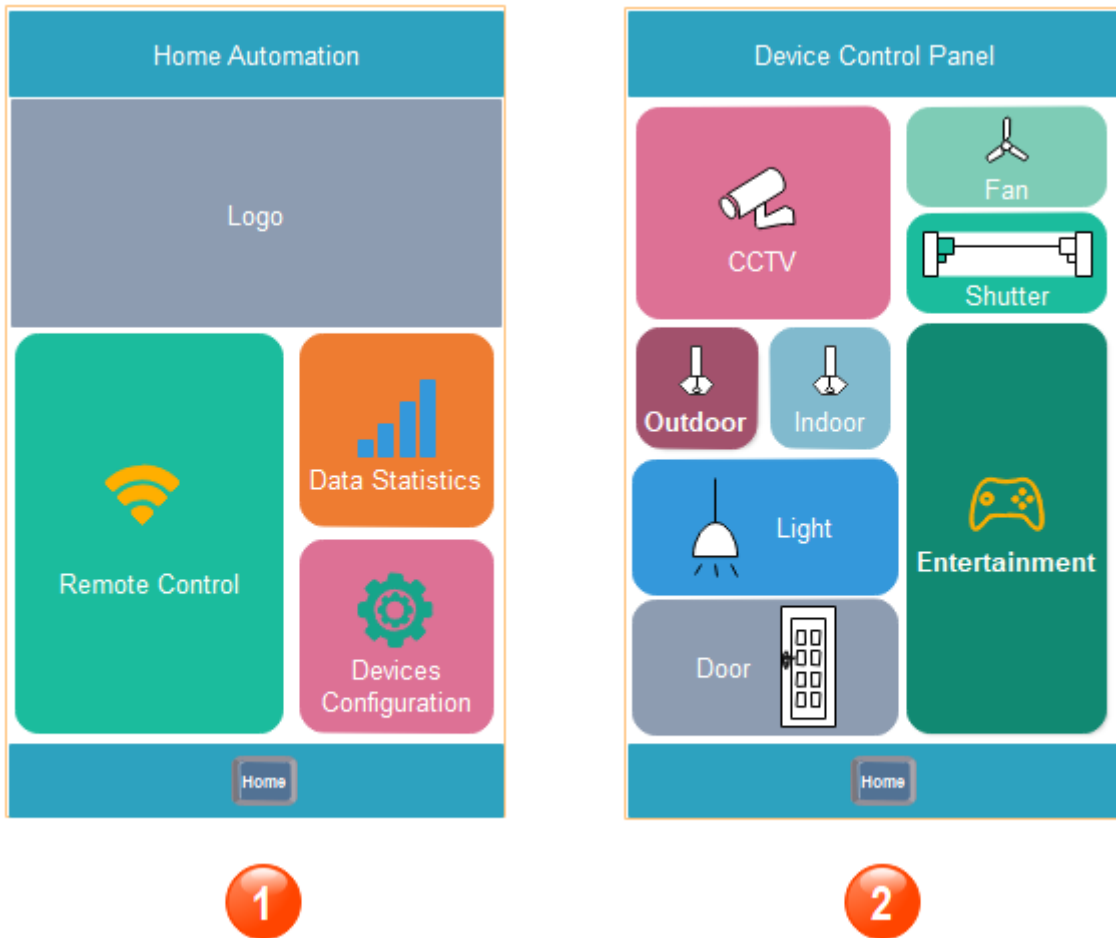 Home Automation
Logo
Remote Control
Data Statistics
Devices
Configuration
Home
1
Device Control Panel
CCTV
Fan
Shutter
Outdoor
Indoor
Light
Entertainment
Door
Home
2